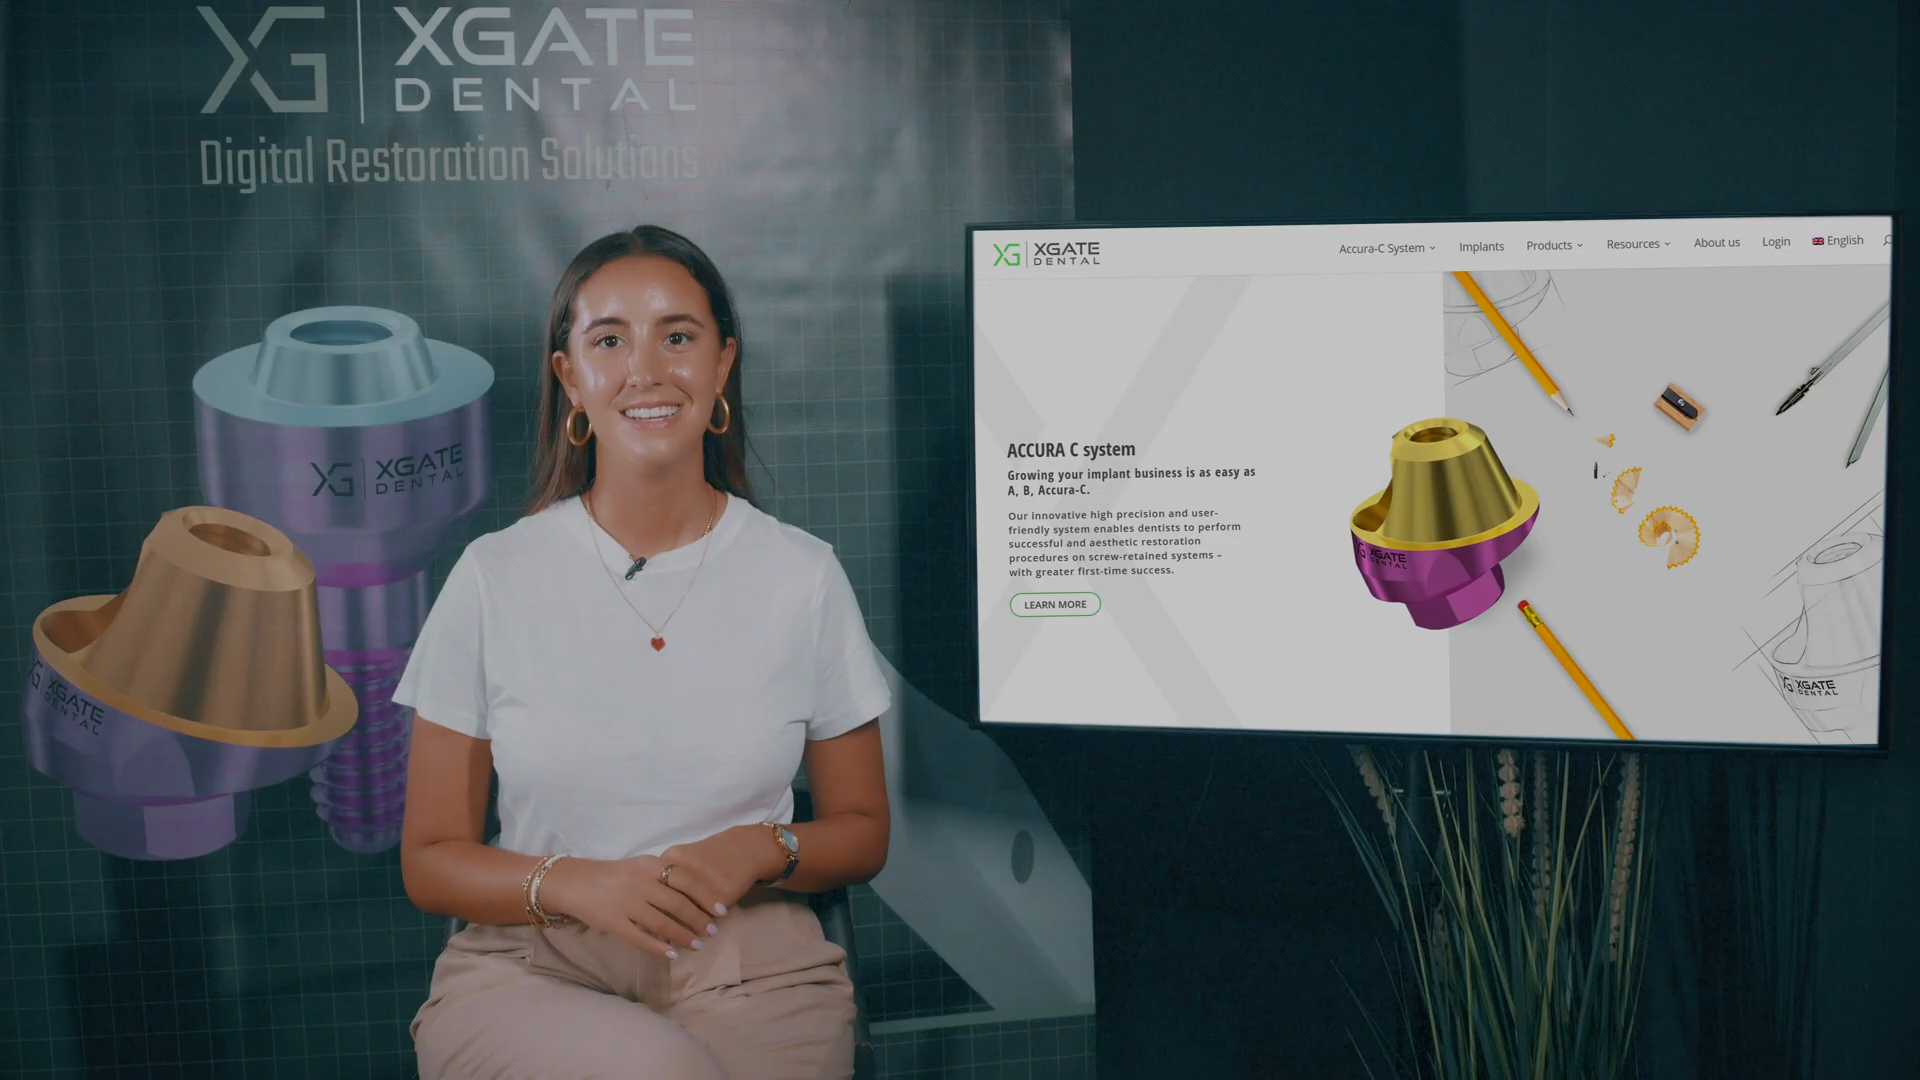 XG XGATE
DENTAL
Digital Restoration Solutions
XG XGATE
DENTAL
XG XGATE
DENTAL
XG XGATE
DENTAL
Accura-C System
Implants
Products
Resources
About us
Login
English
ACCURA C system
Growing your implant business is as easy as
A, B, Accura-C.
Our innovative high precision and user-
friendly system enables dentists to perform
successful and aesthetic restoration
procedures on screw-retained systems –
with greater first-time success.
LEARN MORE
XG XGATE
DENTAL
XG XGATE
DENTAL